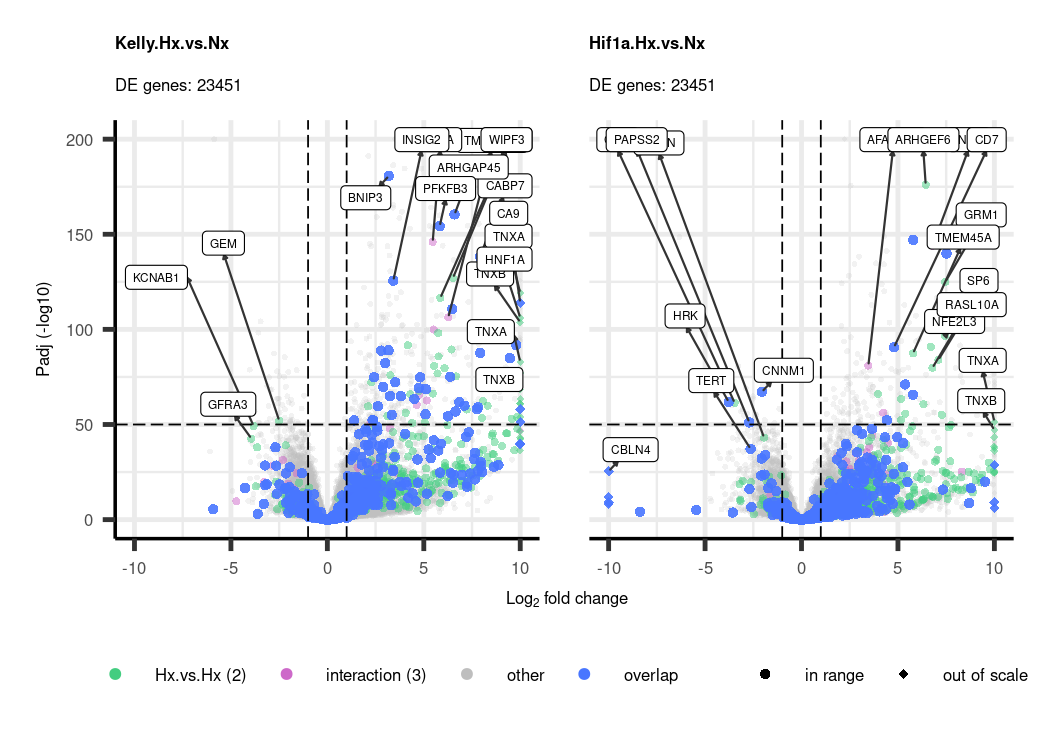 Kelly.Hx.vs.Nx
Hif1a.Hx.vs.Nx
DE genes: 23451
DE genes: 23451
Padj (-log10)
200
150
100
50
0
INSIG2
A
TM
WIPF3
ARHGAP45
PFKFB3
CABP7
BNIP3
CA9
TNXA
HNF1A
TNXB
GEM
KCNAB1
TNXA
TNXB
GFRA3
PAPSS2
N
AFA
ARHGEF6
N
CD7
GRM1
TMEM45A
SP6
RASL10A
NFE2L3
HRK
TNXA
CNNM1
TERT
TNXB
CBLN4
-10 -5 0 5 10
-10 -5 0 5 10
Log2 fold change
Hx.vs.Hx (2) interaction (3) other overlap in range out of scale